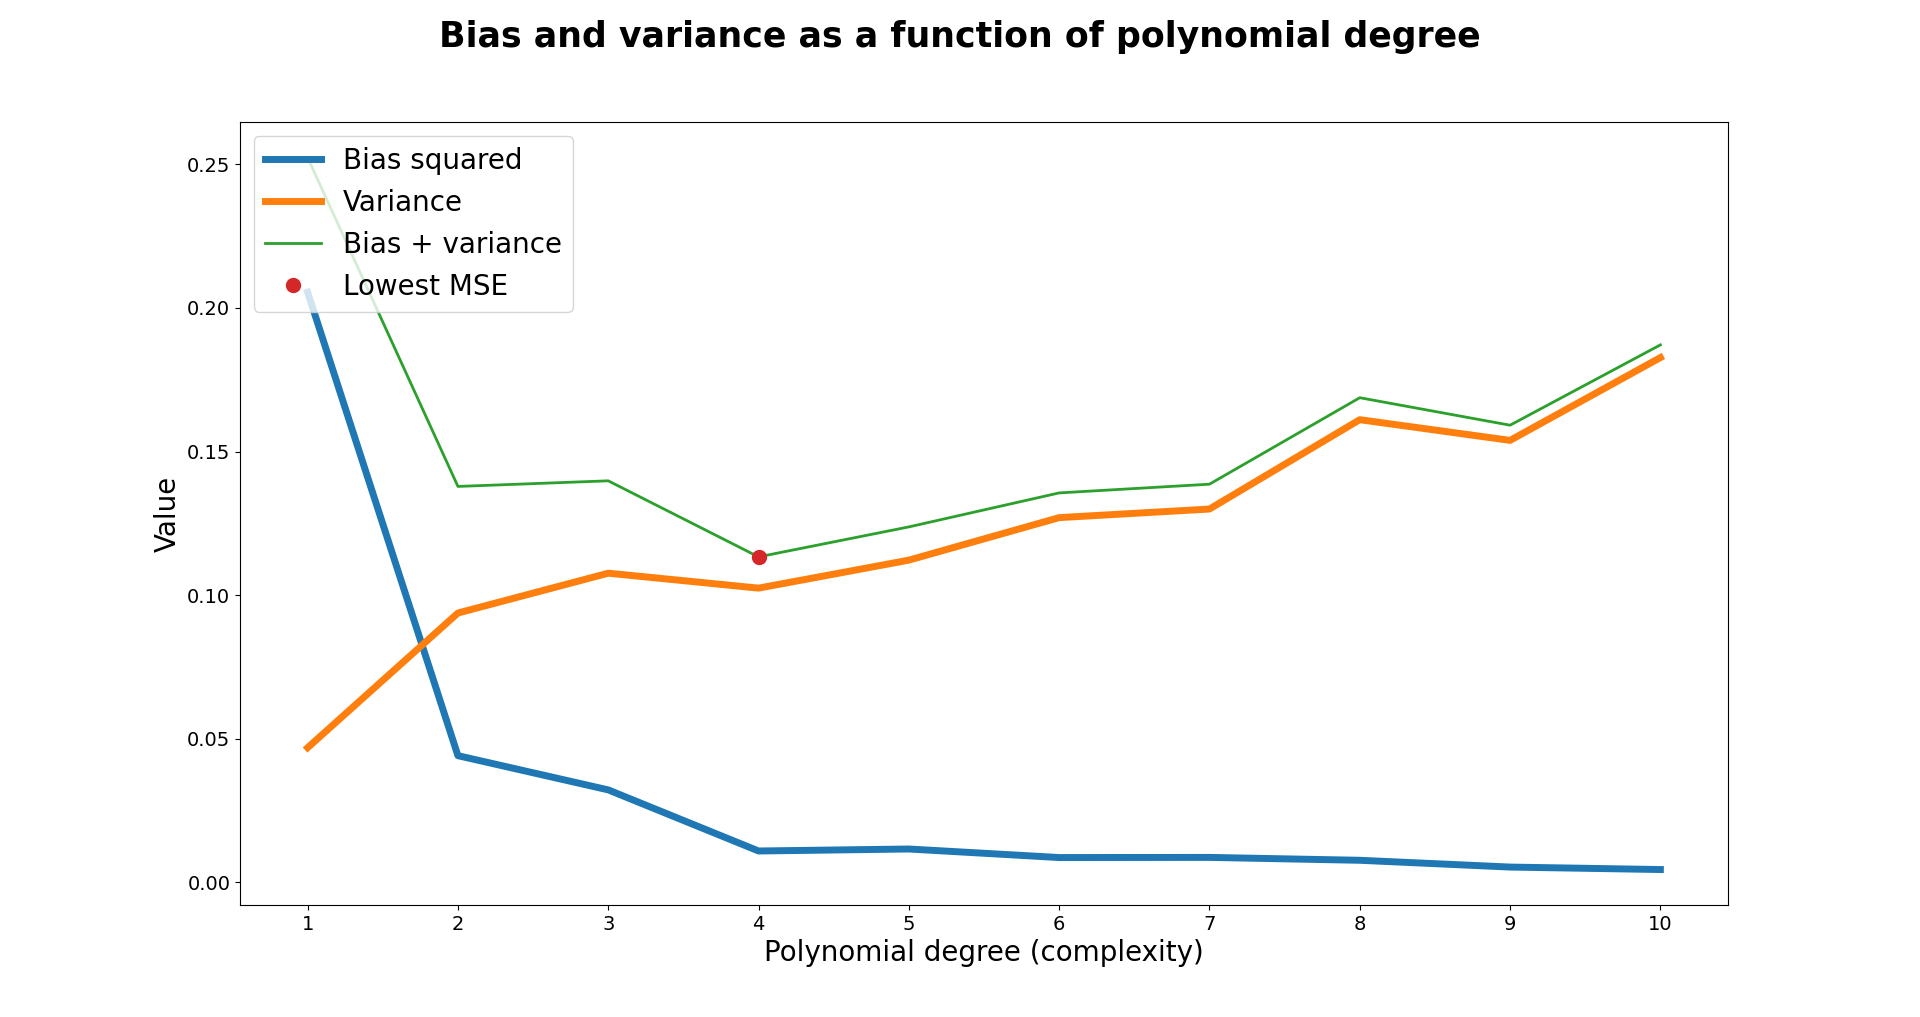 Bias and variance as a function of polynomial degree
Bias squared
Variance
Bias + variance
Lowest MSE
0.25
0.20
0.15
0.10
0.05
0.00
Value
1 2 3 4 5 6 7 8 9 10
Polynomial degree (complexity)